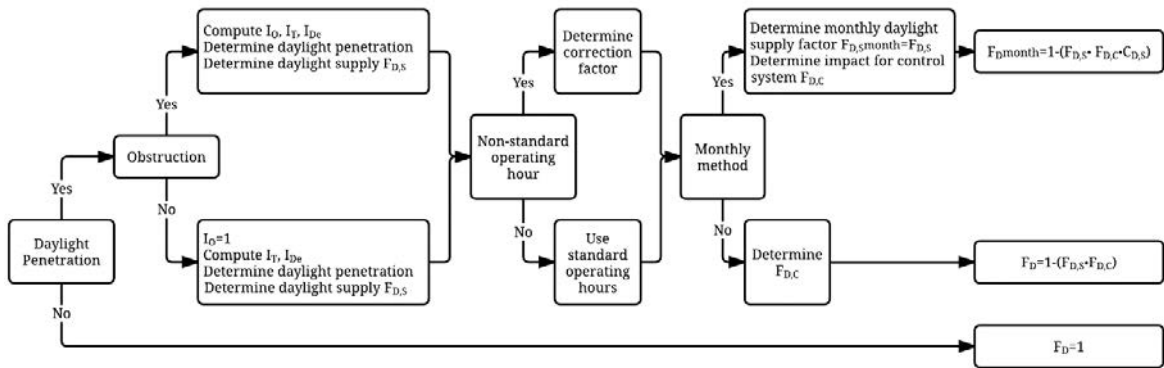 Daylight
Penetration
Yes
No
Obstruction
Yes
No
Compute I_O, I_T, I_De
Determine daylight penetration
Determine daylight supply F_D,S
I_O=1
Compute I_T, I_De
Determine daylight penetration
Determine daylight supply F_D,S
Non-standard
operating
hour
Yes
No
Determine
correction
factor
Use
standard
operating
hours
Monthly
method
Yes
No
Determine monthly daylight
supply factor F_D,Smonth=F_D,S
Determine impact for control
system F_D,C
Determine
F_D,C
F_Dmonth=1-(F_D,S• F_D,C•C_D,S)
F_D=1-(F_D,S•F_D,C)
F_D=1